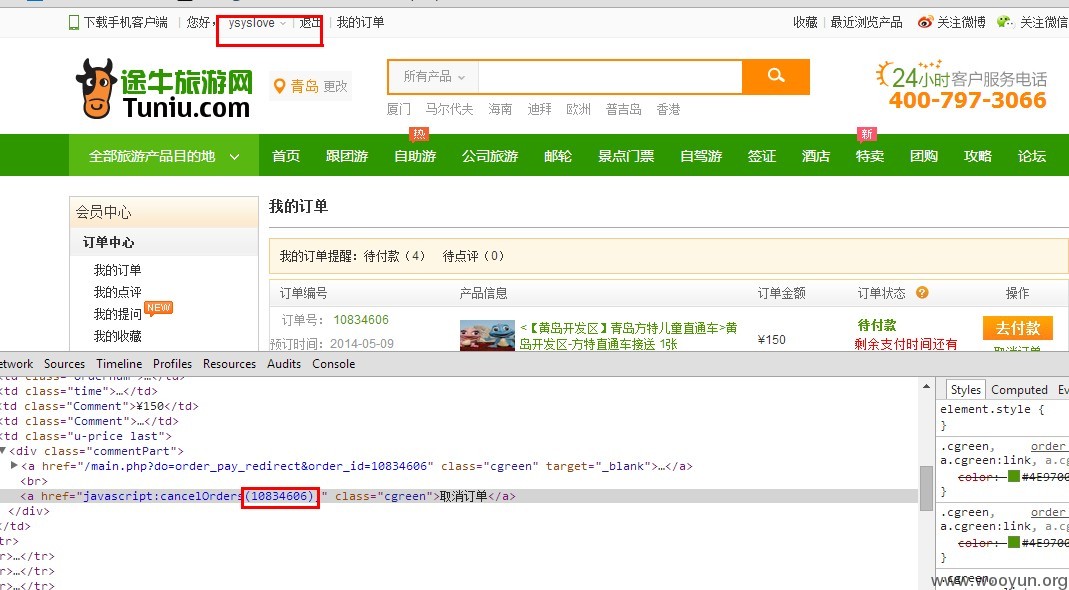 下载手机客户端 您好, ysyslove 退出 我的订单 收藏 最近浏览产品 关注微博 关注微信
途牛旅游网
Tuniu.com
青岛 更改
所有产品
24小时客户服务电话
400-797-3066
厦门 马尔代夫 海南 迪拜 欧洲 普吉岛 香港
热 新
全部旅游产品目的地 首页 跟团游 自助游 公司旅游 邮轮 景点门票 自驾游 签证 酒店 特卖 团购 攻略 论坛
会员中心
订单中心
我的订单
我的点评
我的提问 NEW
我的收藏
我的订单
我的订单提醒：待付款（4） 待点评（0）
订单编号 产品信息 订单金额 订单状态 ? 操作
订单号： 10834606
预订时间：2014-05-09
<【黄岛开发区】青岛方特儿童直通车>黄
岛开发区-方特直通车接送 1张
¥150
待付款
剩余支付时间还有
去付款
取消订单
etwork Sources Timeline Profiles Resources Audits Console
<td class="ordernum">…</td>
<td class="time">…</td>
<td class="Comment">¥150</td>
<td class="Comment">…</td>
<td class="u-price last">
<div class="commentPart">
<a href="/main.php?do=order_pay_redirect&order_id=10834606" class="cgreen" target="_blank">…</a>
<br>
<a href="javascript:cancelOrders(10834606);" class="cgreen">取消订单</a>
</div>
</td>
tr>
r>…</tr>
r>…</tr>
r>…</tr>
Styles Computed Ev
element.style {
}
.cgreen, order_
a.cgreen:link, a.cg
color: #4E9700
}
.cgreen, order_
a.cgreen:link, a.cg
color: #4E9700
}
.cgreen,
www.wooyun.org